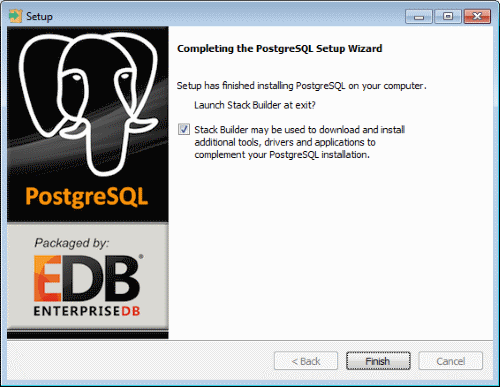 Setup
Completing the PostgreSQL Setup Wizard
Setup has finished installing PostgreSQL on your computer.
Launch Stack Builder at exit?
Stack Builder may be used to download and install
additional tools, drivers and applications to
complement your PostgreSQL installation.
PostgreSQL
Packaged by:
EDB
ENTERPRISEDB
< Back
Finish
Cancel